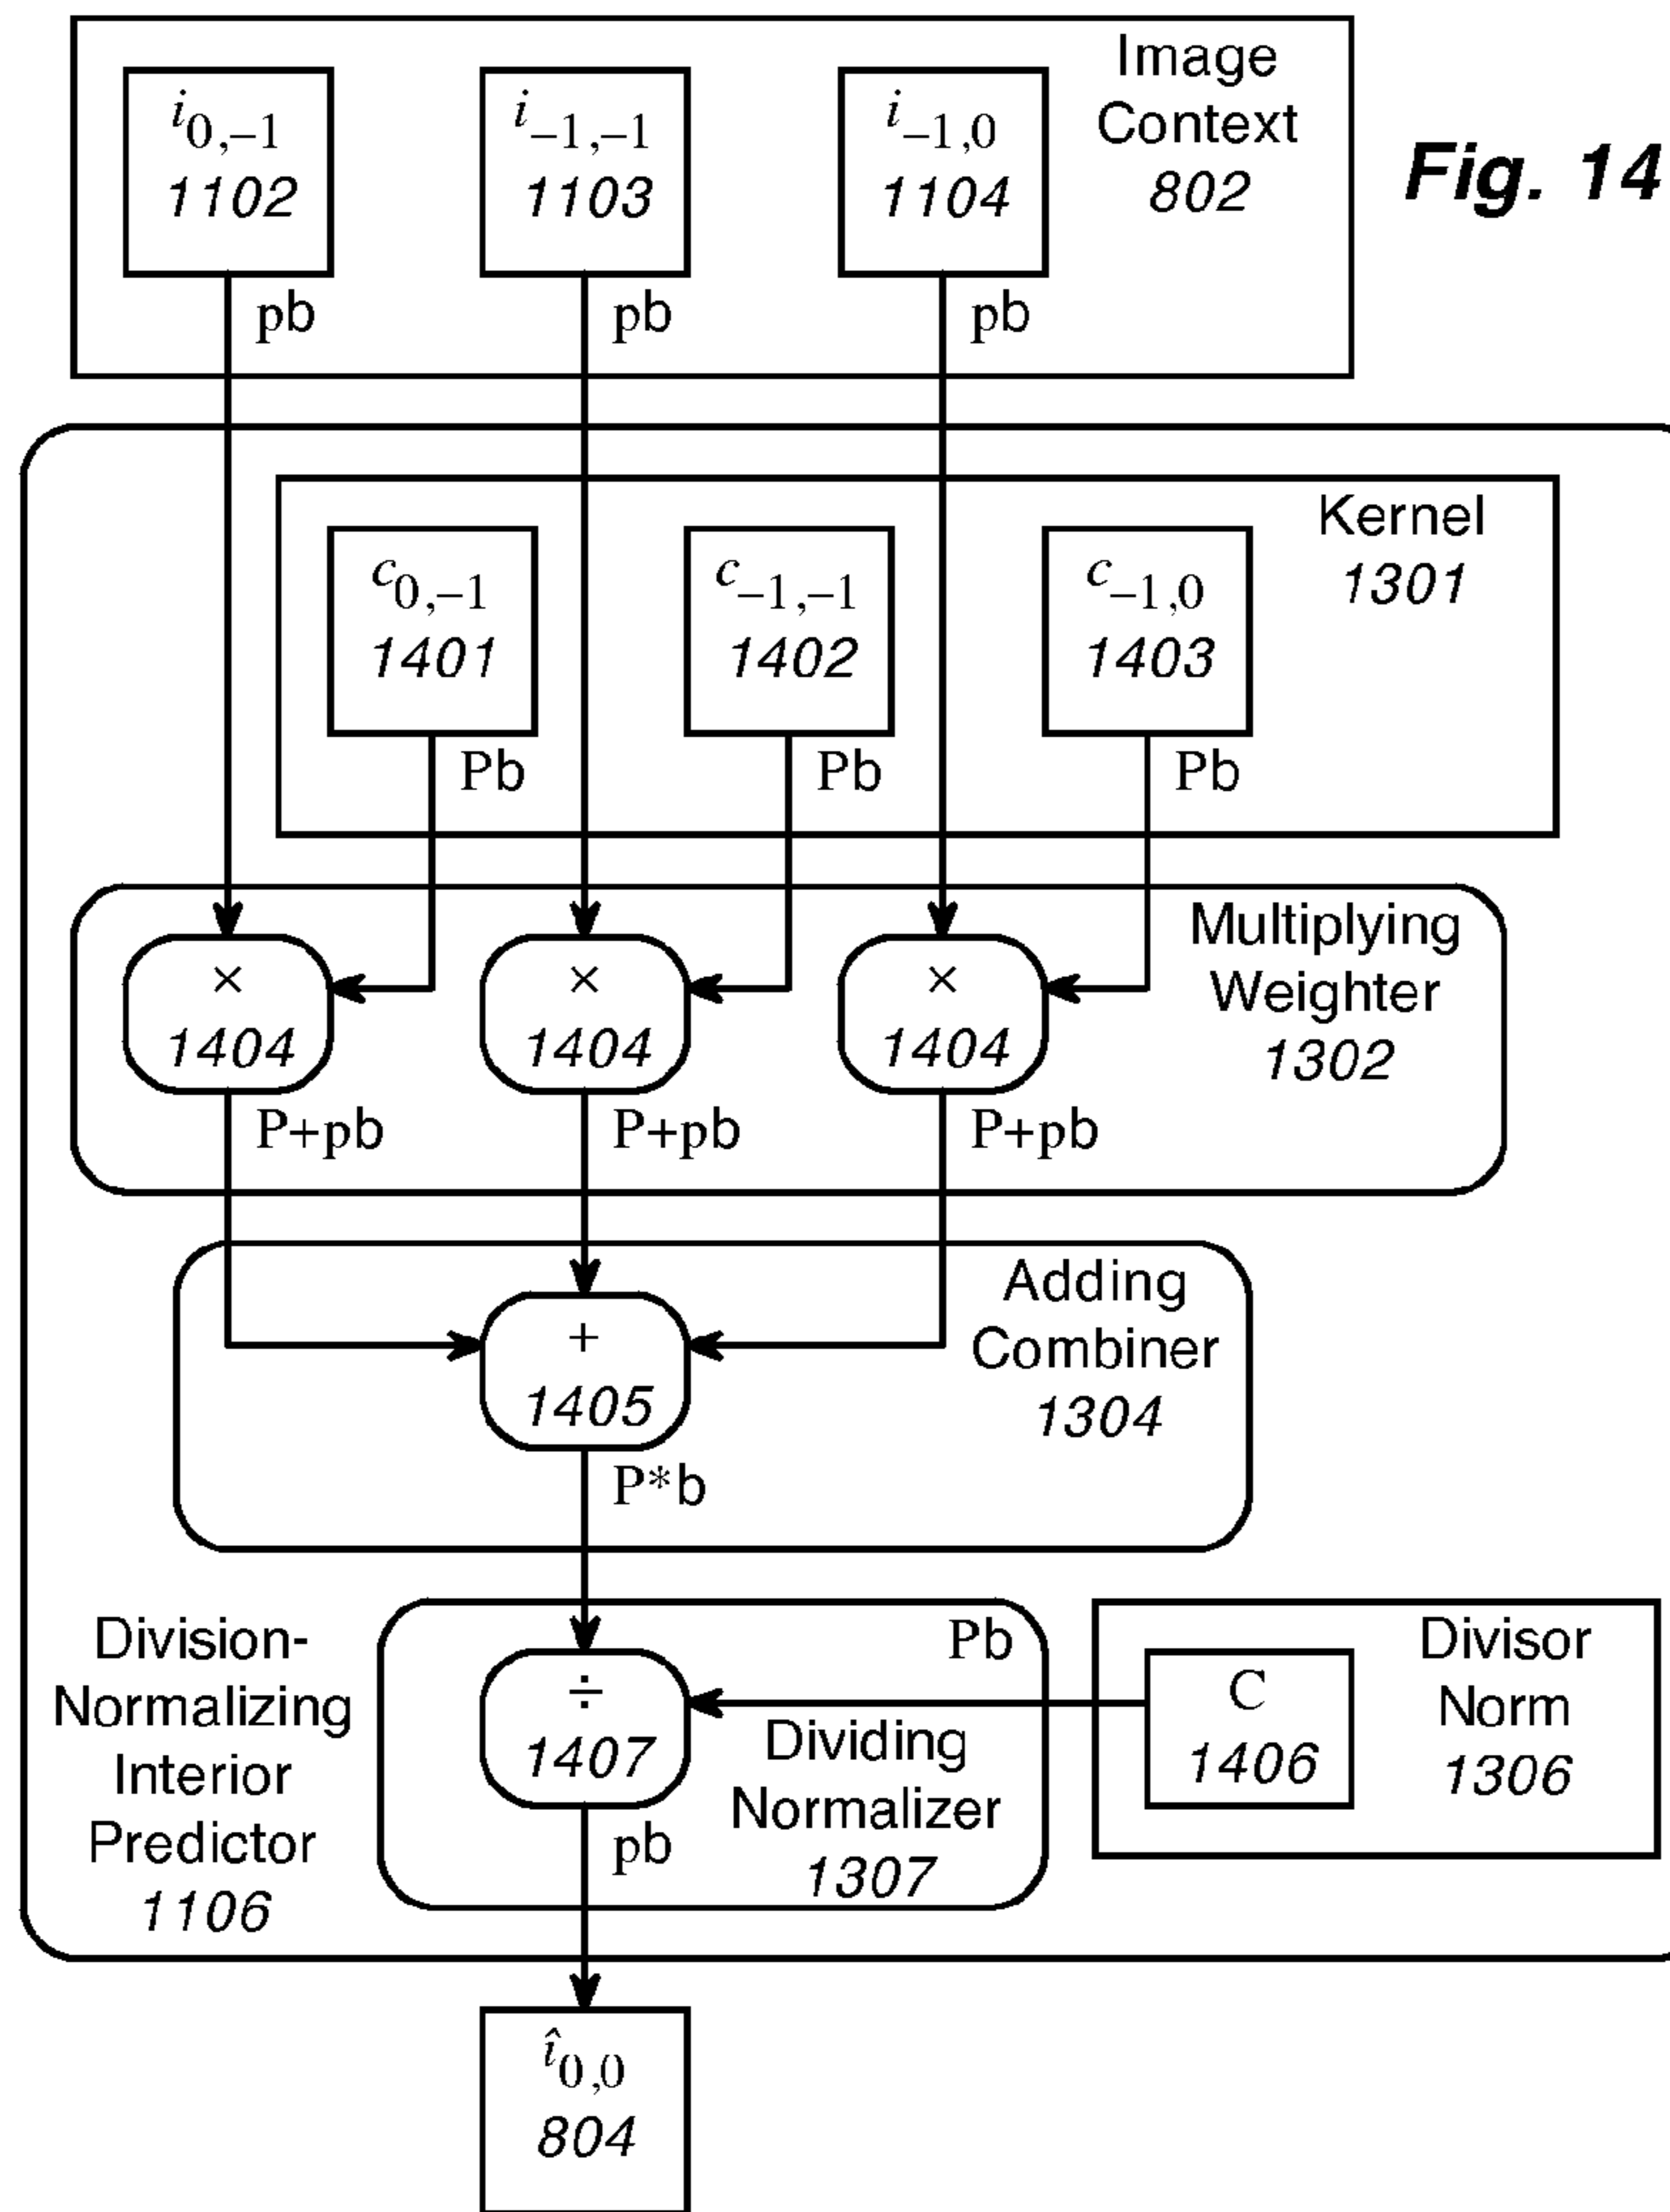 Image
Context
802
Fig. 14
i0,−1
1102
i−1,−1
1103
i−1,0
1104
pb
pb
pb
Kernel
1301
c0,−1
1401
c−1,−1
1402
c−1,0
1403
Pb
Pb
Pb
Multiplying
Weighter
1302
×
1404
×
1404
×
1404
P+pb
P+pb
P+pb
Adding
Combiner
1304
+
1405
P*b
Division-
Normalizing
Interior
Predictor
1106
÷
1407
Pb
Dividing
Normalizer
1307
pb
C
1406
Divisor
Norm
1306
î0,0
804